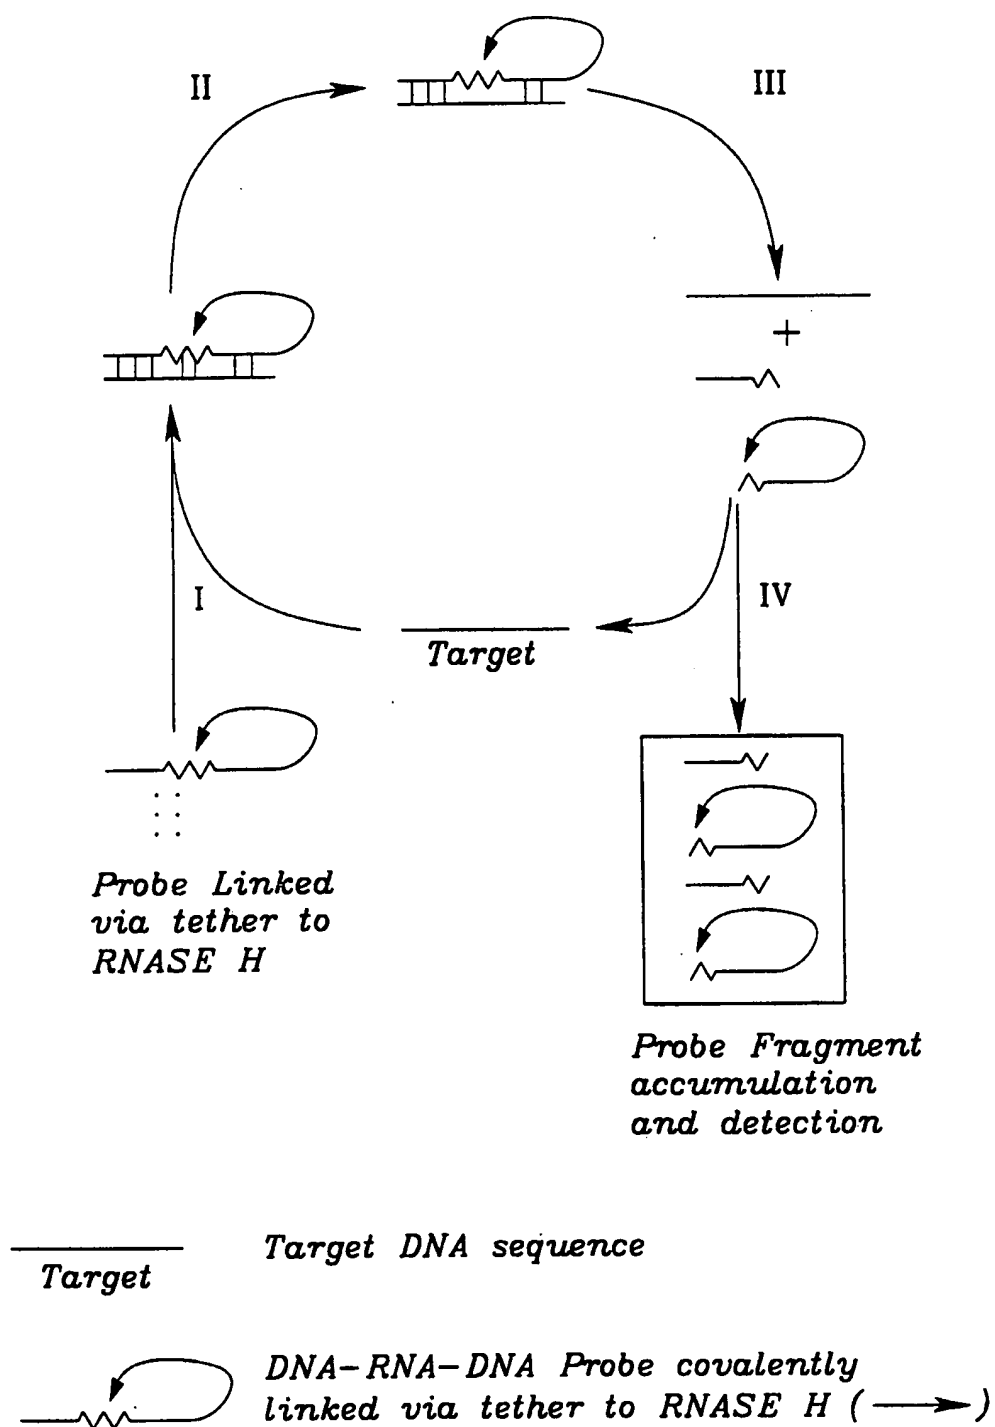 II
III
+
I
IV
Target
Probe Linked
via tether to
RNASE H
Probe Fragment
accumulation
and detection
Target DNA sequence
Target
DNA-RNA-DNA Probe covalently
linked via tether to RNASE H ( )